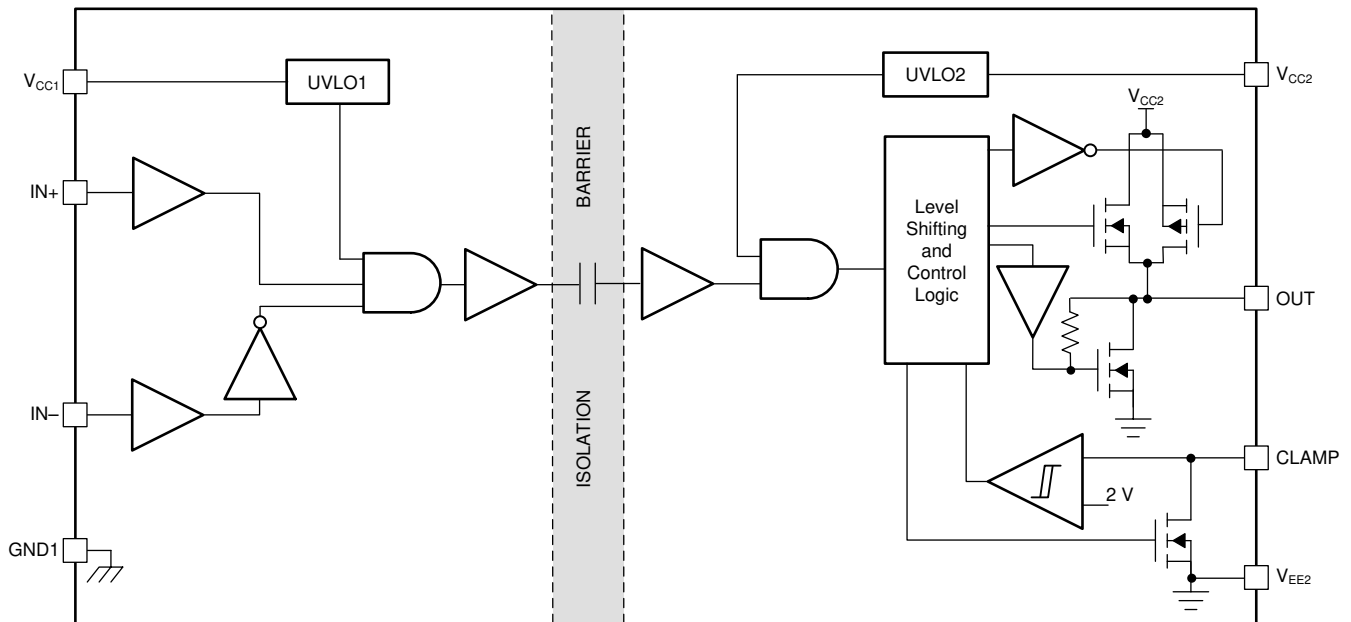 V_CC1
UVLO1
UVLO2
V_CC2
V_CC2
IN+
BARRIER
Level
Shifting
and
Control
Logic
OUT
IN−
ISOLATION
CLAMP
2 V
GND1
V_EE2